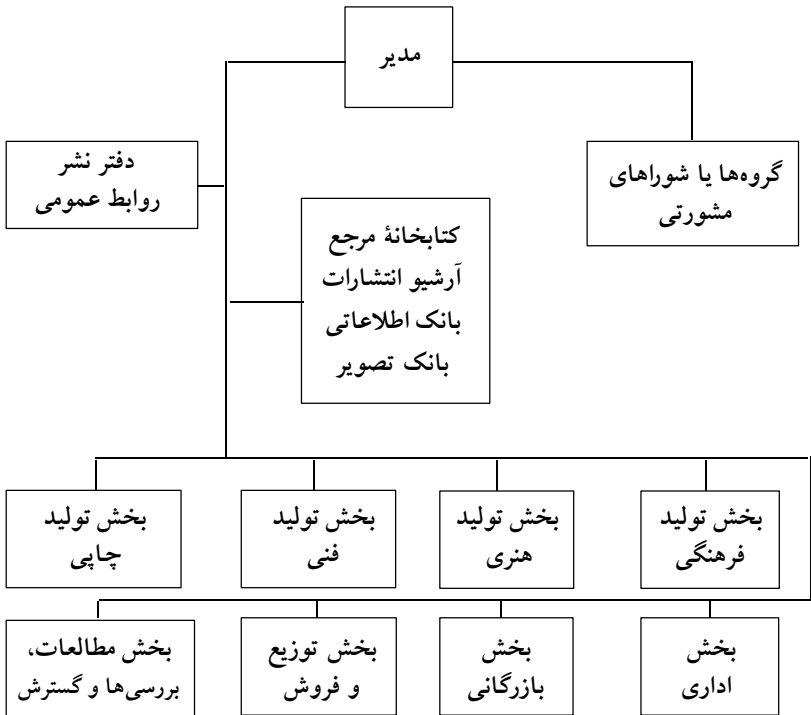 مدیر
گروه‌ها یا شوراهای
مشورتی
دفتر نشر
روابط عمومی
کتابخانهٔ مرجع
آرشیو انتشارات
بانک اطلاعاتی
بانک تصویر
بخش تولید
فرهنگی
بخش تولید
هنری
بخش تولید
فنی
بخش تولید
چاپی
بخش
اداری
بخش
بازرگانی
بخش توزیع
و فروش
بخش مطالعات،
بررسی‌ها و گسترش